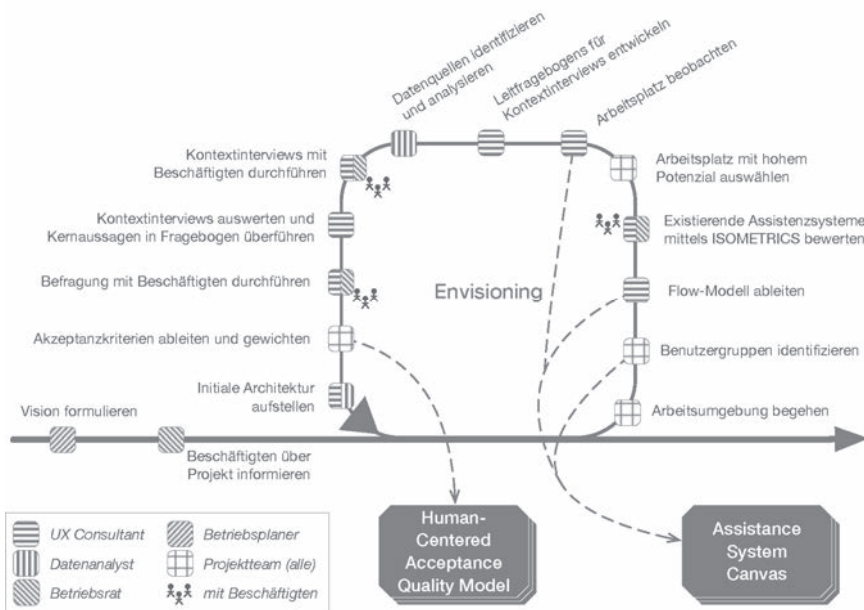 Datenquellen identifizieren
und analysieren
Leitfragebogens für
Kontextinterviews entwickeln
Arbeitsplatz beobachten
Kontextinterviews mit
Beschäftigten durchführen
Arbeitsplatz mit hohem
Potenzial auswählen
Kontextinterviews auswerten und
Kernaussagen in Fragebogen überführen
Existierende Assistenzsysteme
mittels ISOMETRICS bewerten
Befragung mit Beschäftigten durchführen
Envisioning
Flow-Modell ableiten
Akzeptanzkriterien ableiten und gewichten
Benutzergruppen identifizieren
Initiale Architektur
aufstellen
Arbeitsumgebung begehen
Vision formulieren
Beschäftigten über
Projekt informieren
UX Consultant
Betriebsplaner
Datenanalyst
Projektteam (alle)
Betriebsrat
mit Beschäftigten
Human-
Centered
Acceptance
Quality Model
Assistance
System
Canvas